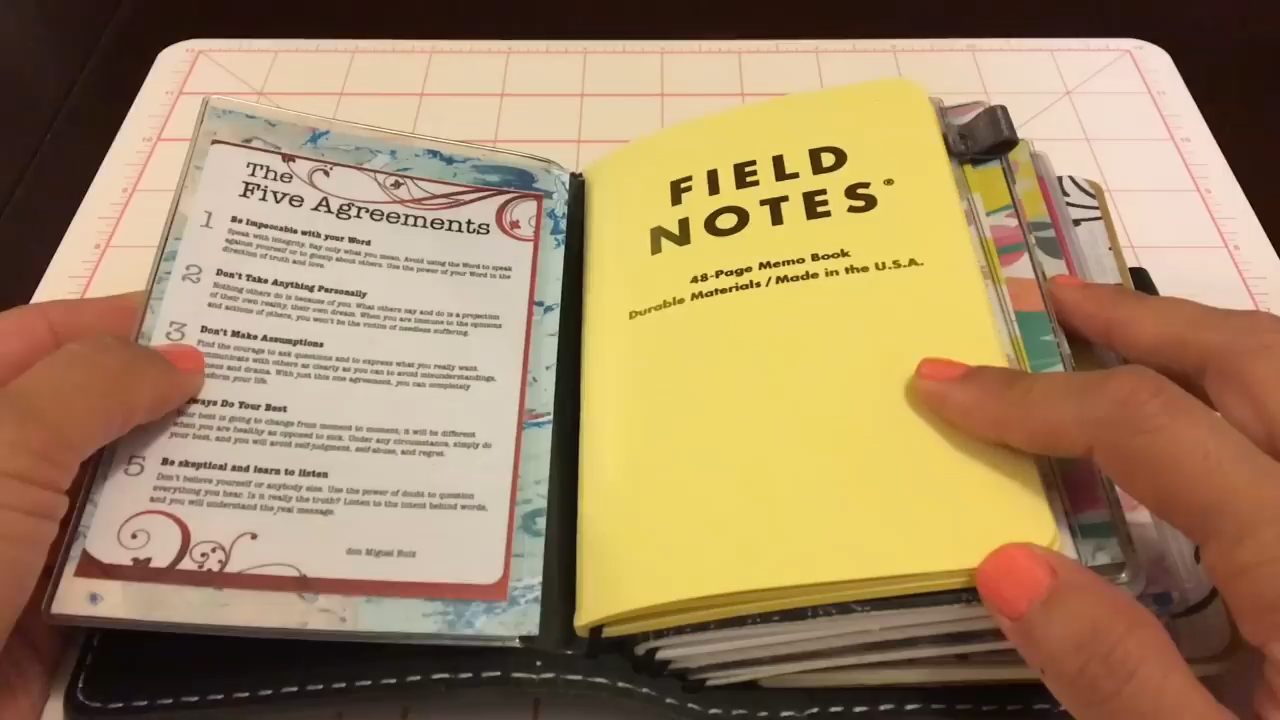 The
Five Agreements
1
Be Impeccable with your Word
Speak with integrity. Say only what you mean. Avoid using the Word to speak
against yourself or to gossip about others. Use the power of your Word in the
direction of truth and love.
2
Don't Take Anything Personally
Nothing others do is because of you. What others say and do is a projection
of their own reality, their own dream. When you are immune to the opinions
and actions of others, you won't be the victim of needless suffering.
3
Don't Make Assumptions
Find the courage to ask questions and to express what you really want.
mmunicate with others as clearly as you can to avoid misunderstandings,
ness and drama. With just this one agreement, you can completely
nsform your life.
ways Do Your Best
our best is going to change from moment to moment, it will be different
when you are healthy as opposed to sick. Under any circumstance, simply do
your best, and you will avoid self-judgment, self-abuse, and regret.
5
Be skeptical and learn to listen
Don't believe yourself or anybody else. Use the power of doubt to question
everything you hear. Is it really the truth? Listen to the intent behind words,
and you will understand the real message.
don Miguel Ruiz
FIELD
NOTES®
48-Page Memo Book
Durable Materials / Made in the U.S.A.